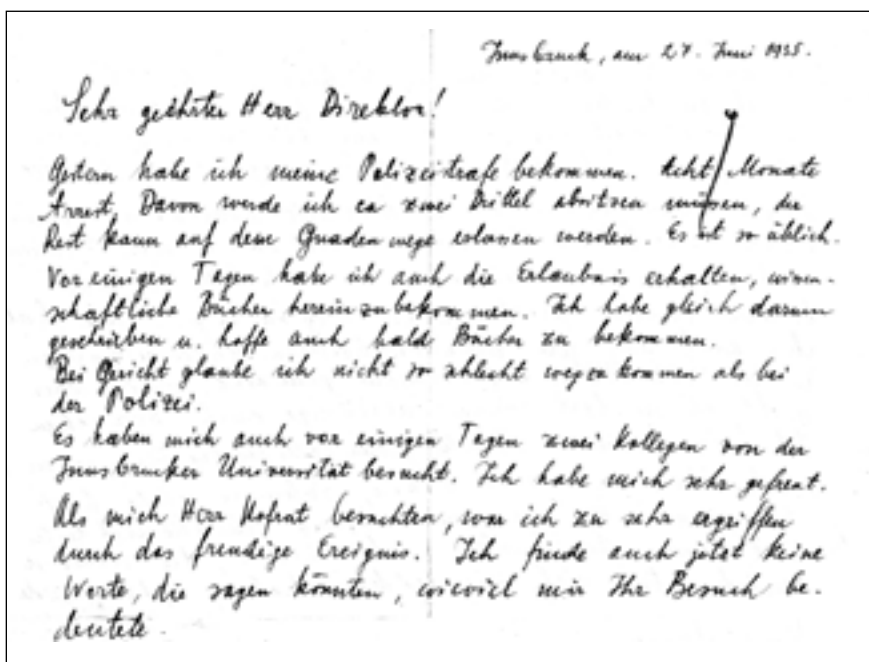 Innsbruck, am 27. Juni 1935.
Sehr geehrter Herr Direktor!
Gestern habe ich meine Polizeistrafe bekommen. Acht Monate
Arrest. Davon werde ich ca zwei Drittel absitzen müssen, der
Rest kann auf dem Gnadenwege erlassen werden. Es ist so üblich.
Vor einigen Tagen habe ich auch die Erlaubnis erhalten, wissen-
schaftliche Bücher hereinzubekommen. Ich habe gleich darum
geschrieben u. hoffe auch bald Bücher zu bekommen.
Bei Gericht glaube ich nicht so schlecht wegzukommen als bei
der Polizei.
Es haben mich auch vor einigen Tagen zwei Kollegen von der
Innsbrucker Universität besucht. Ich habe mich sehr gefreut.
Als mich Herr Hofrat besuchten, war ich zu sehr ergriffen
durch das freudige Ereignis. Ich finde auch jetzt keine
Worte, die sagen könnten, wieviel mir Ihr Besuch be-
deutete.